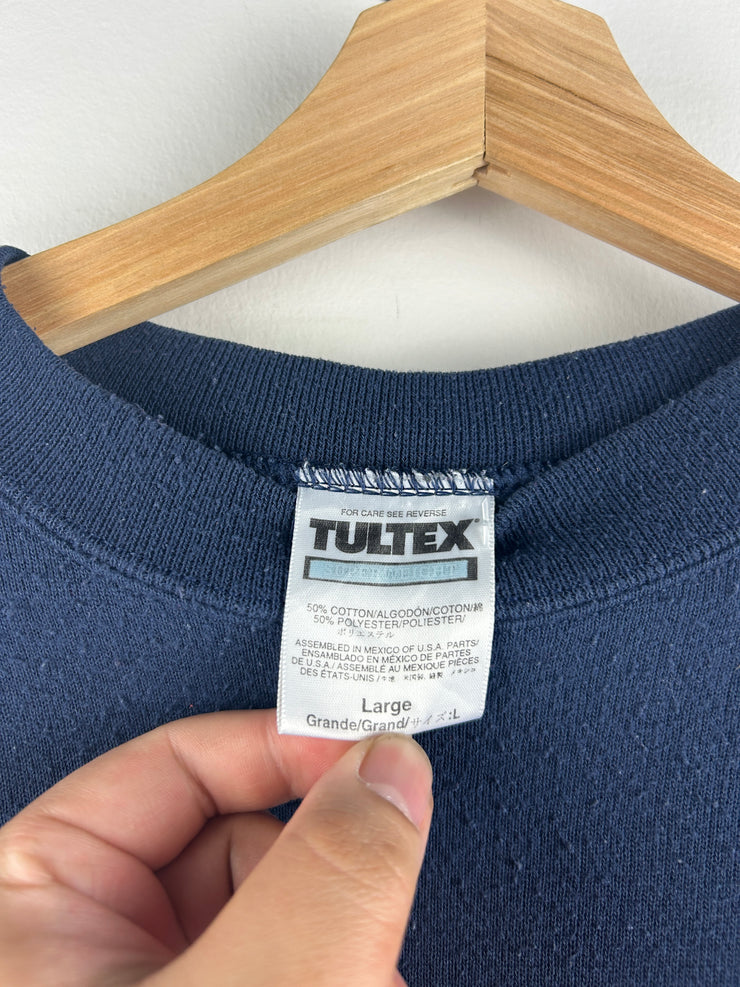 FOR CARE SEE REVERSE
TULTEX®
50% COTTON/ALGODÓN/COTON/綿
50% POLYESTER/POLIESTER/
ポリエステル
ASSEMBLED IN MEXICO OF U.S.A. PARTS/
ENSAMBLADO EN MÉXICO DE PARTES
DE U.S.A./ASSEMBLÉ AU MEXIQUE PIÈCES
DES ÉTATS-UNIS/
Large
Grande/Grand/サイズ:L